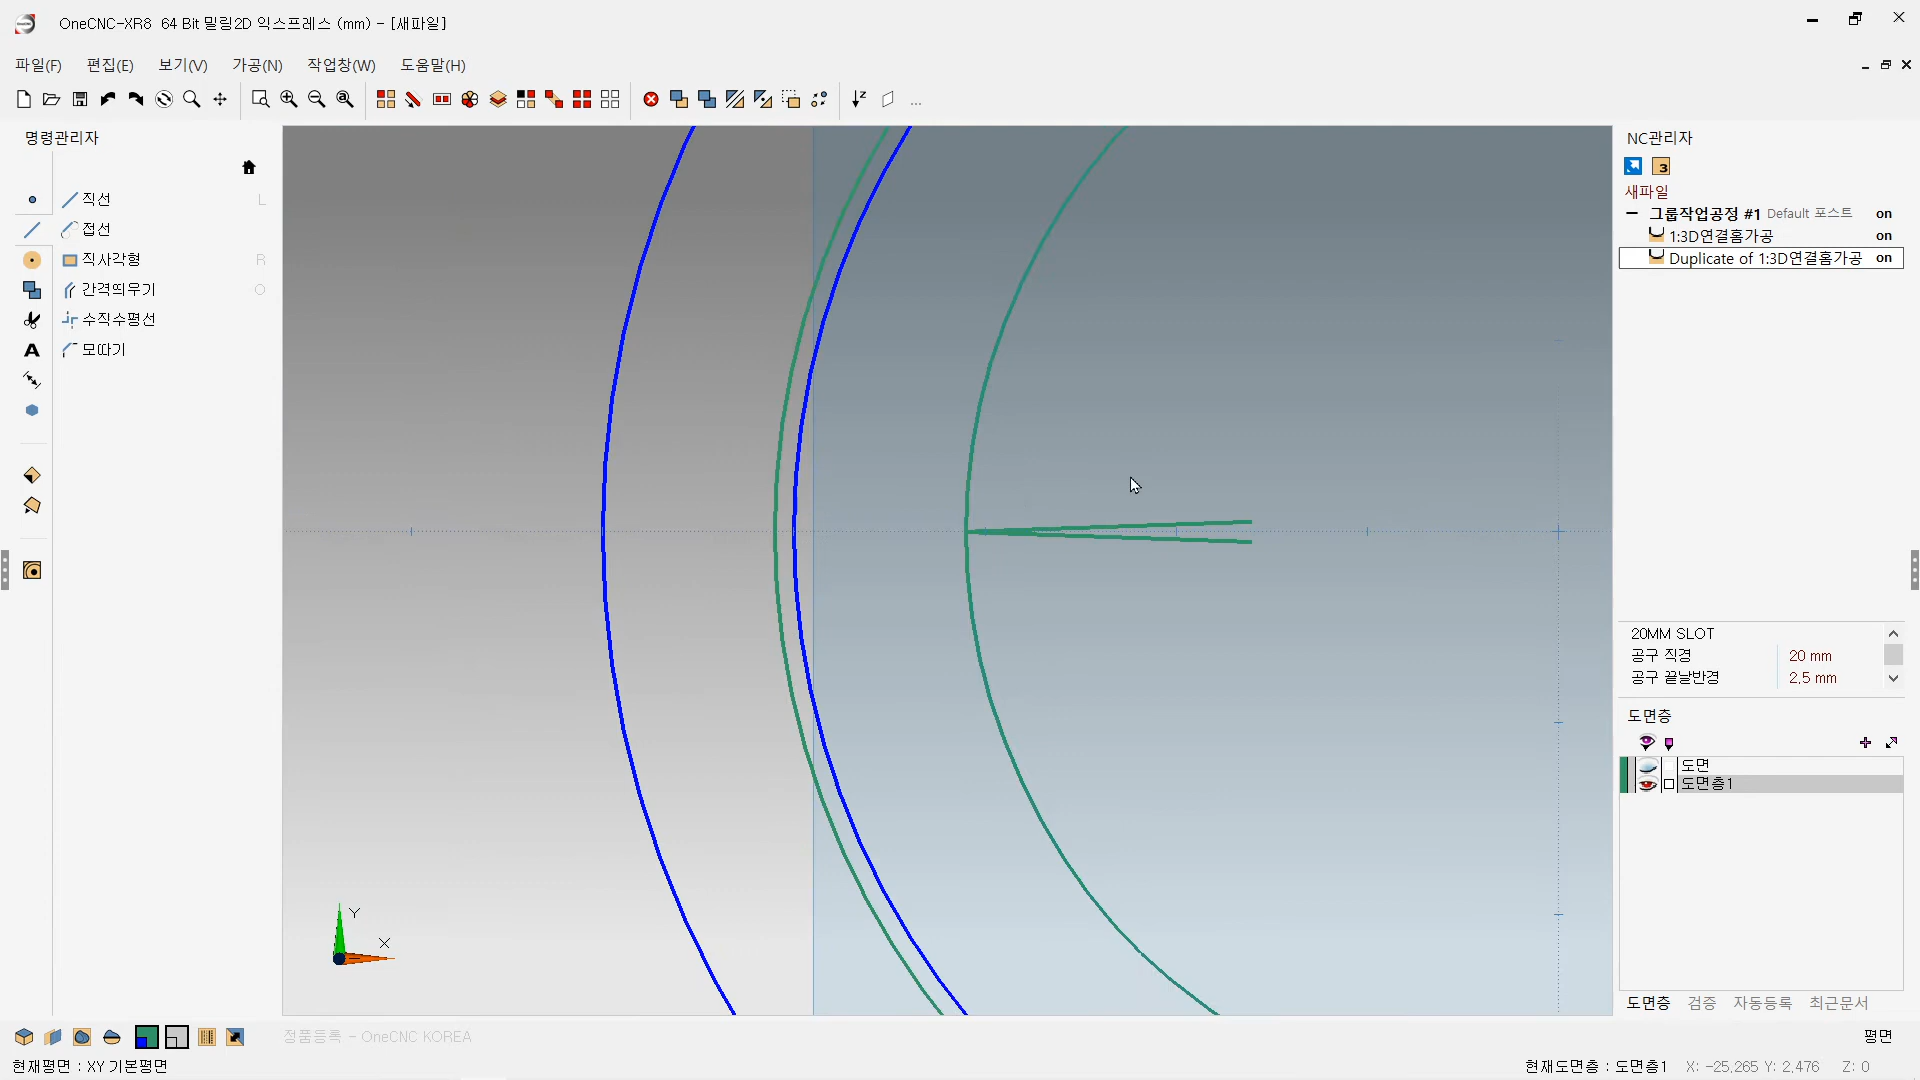 OneCNC-XR8  64 Bit 밀링2D 익스프레스 (mm) - [새파일]
파일(F) 편집(E) 보기(V) 가공(N) 작업창(W) 도움말(H)
명령관리자
직선 L
접선
직사각형 R
간격띄우기 O
수직수평선
모따기
Y
X
NC관리자
3
새파일
그룹작업공정 #1 Default 포스트 on
1:3D연결홈가공 on
Duplicate of 1:3D연결홈가공 on
20MM SLOT
공구 직경 20 mm
공구 끝날반경 2.5 mm
도면층
도면
도면층1
도면층 검증 자동등록 최근문서
정품등록 - OneCNC KOREA
평면
현재평면 : XY 기본평면
현재도면층 : 도면층1 X: -25.265 Y: 2.476 Z: 0